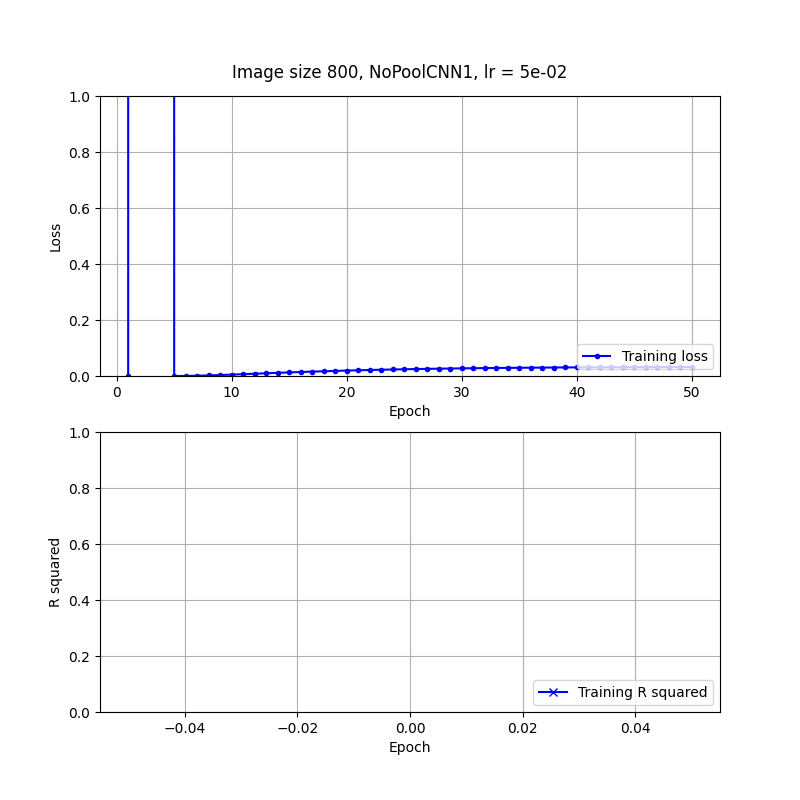 Image size 800, NoPoolCNN1, lr = 5e-02
1.0
0.8
0.6
0.4
0.2
0.0
Loss
Training loss
0 10 20 30 40 50
Epoch
1.0
0.8
0.6
0.4
0.2
0.0
R squared
Training R squared
−0.04 −0.02 0.00 0.02 0.04
Epoch